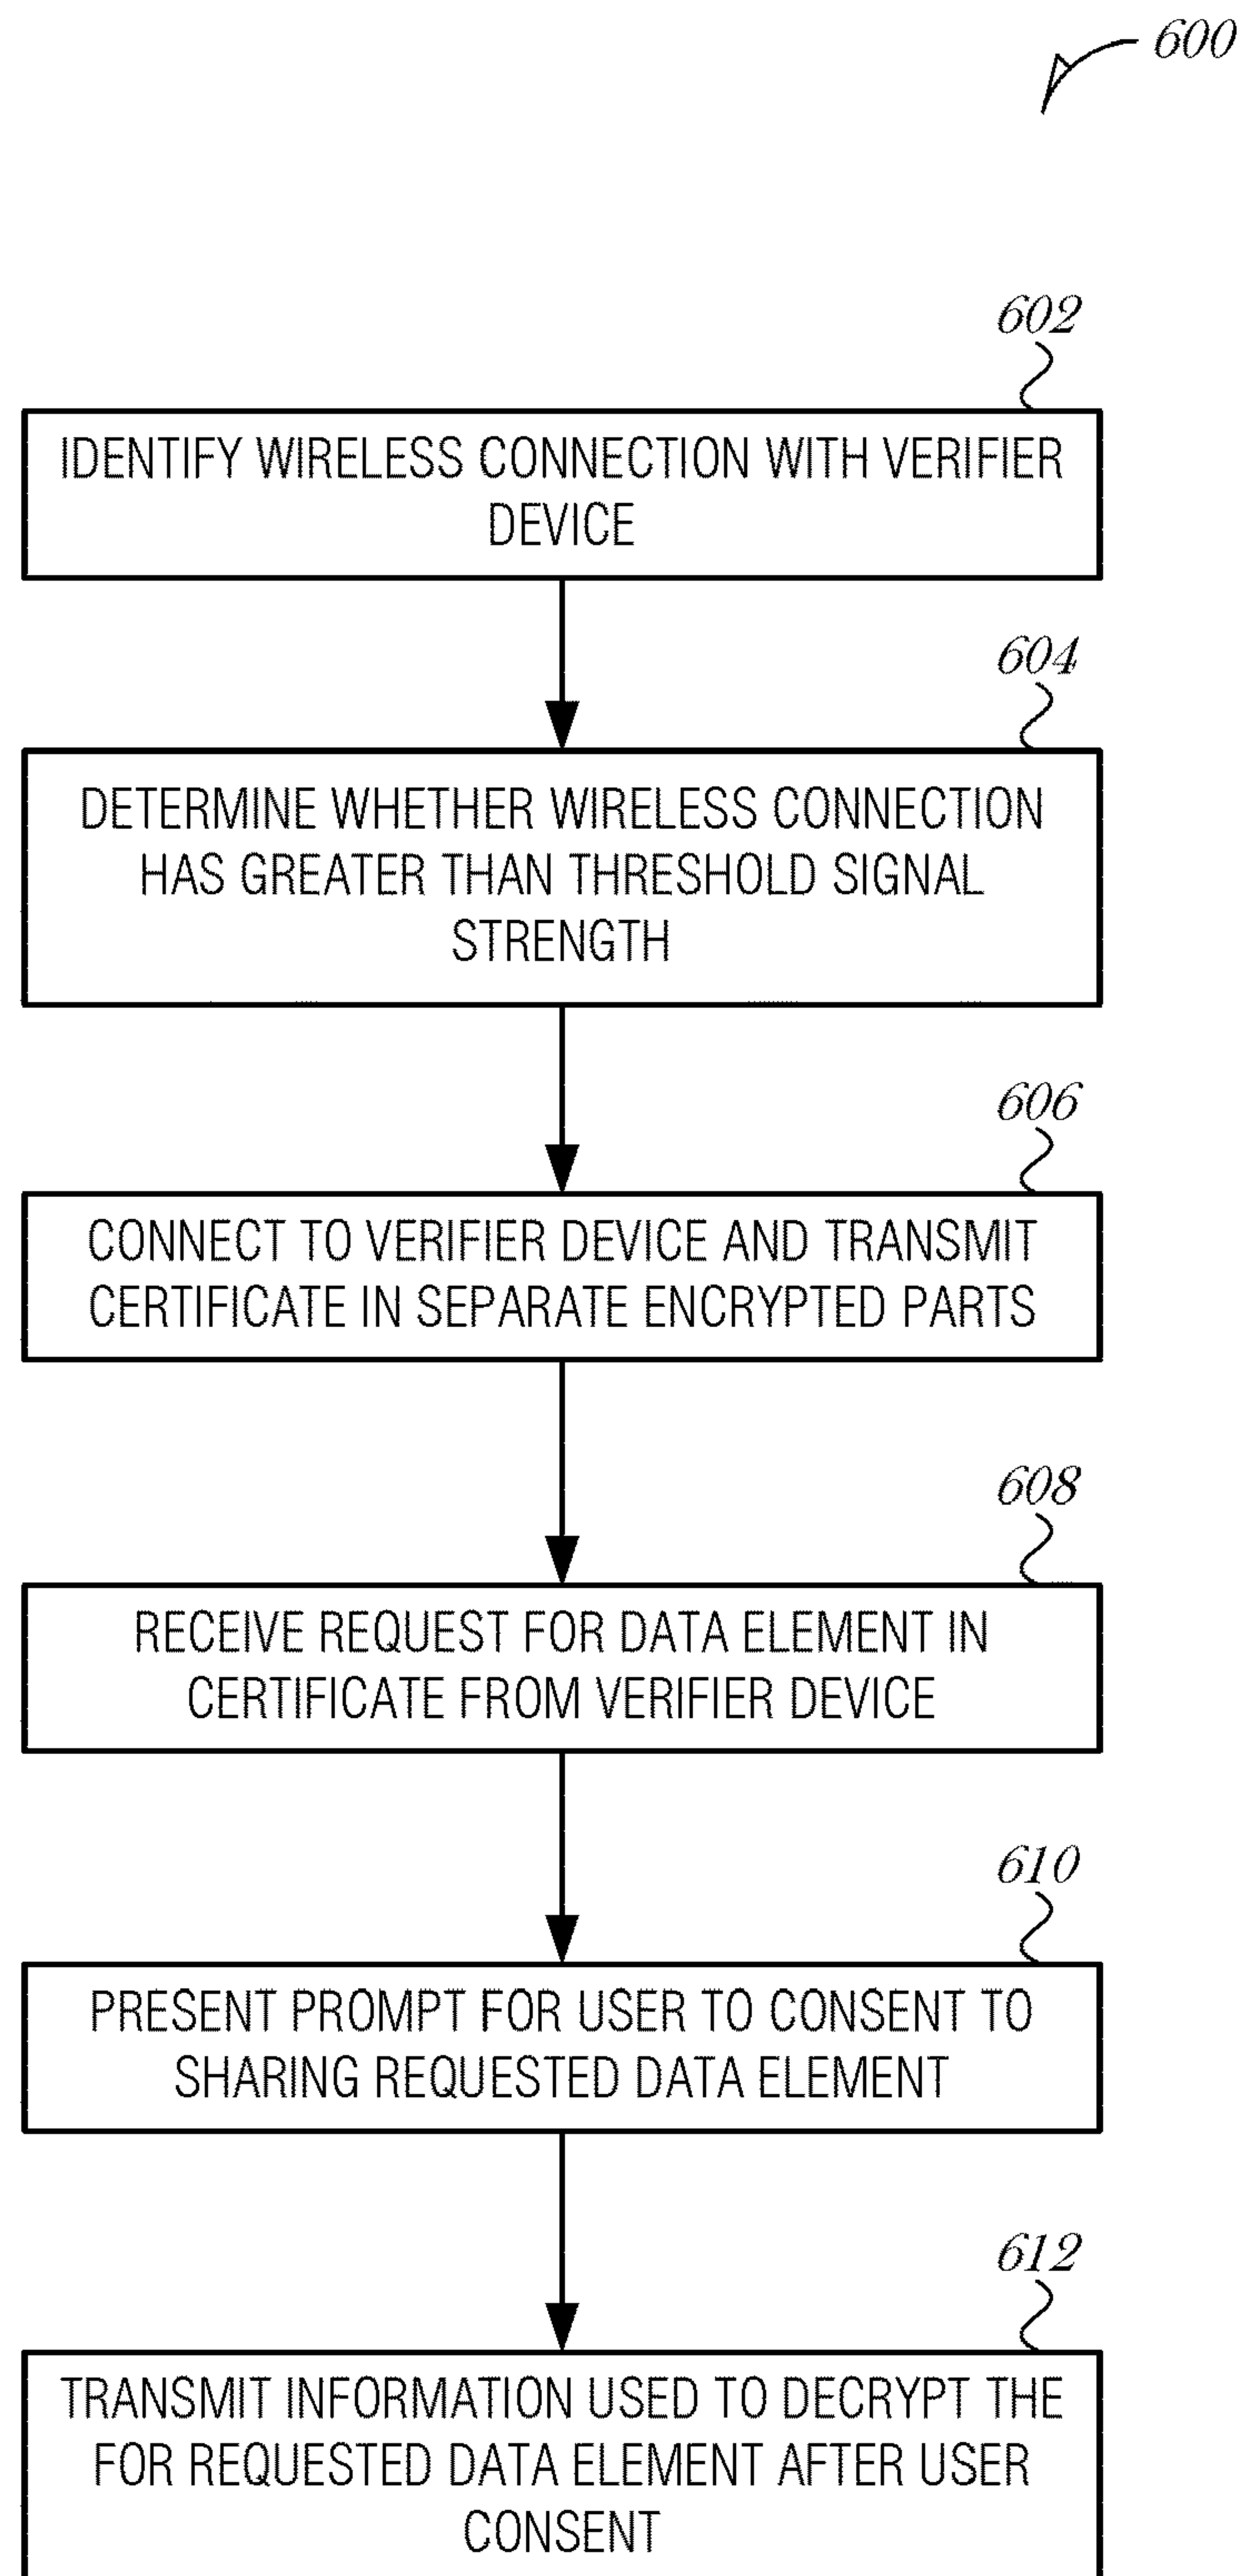 600
602
IDENTIFY WIRELESS CONNECTION WITH VERIFIER
DEVICE
604
DETERMINE WHETHER WIRELESS CONNECTION
HAS GREATER THAN THRESHOLD SIGNAL
STRENGTH
606
CONNECT TO VERIFIER DEVICE AND TRANSMIT
CERTIFICATE IN SEPARATE ENCRYPTED PARTS
608
RECEIVE REQUEST FOR DATA ELEMENT IN
CERTIFICATE FROM VERIFIER DEVICE
610
PRESENT PROMPT FOR USER TO CONSENT TO
SHARING REQUESTED DATA ELEMENT
612
TRANSMIT INFORMATION USED TO DECRYPT THE
FOR REQUESTED DATA ELEMENT AFTER USER
CONSENT